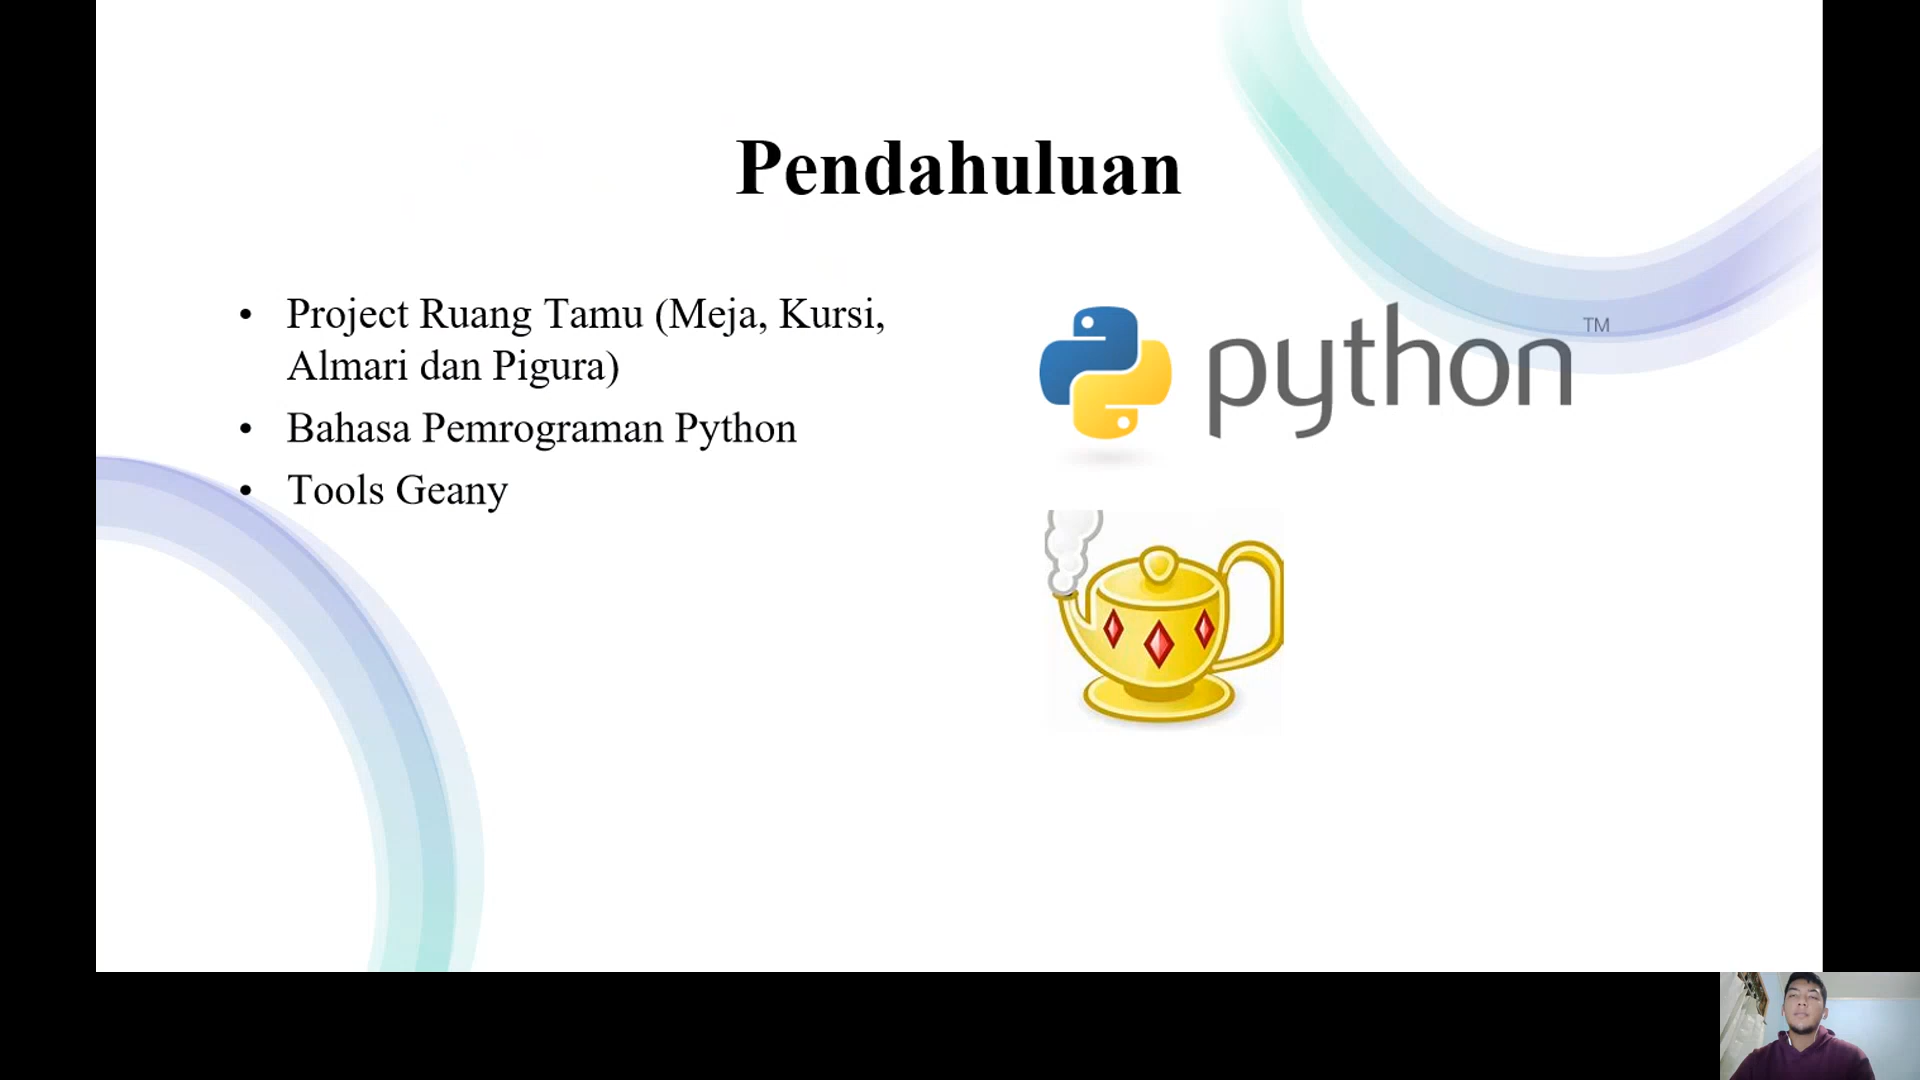 Pendahuluan
• Project Ruang Tamu (Meja, Kursi,
Almari dan Pigura)
• Bahasa Pemrograman Python
• Tools Geany
python TM